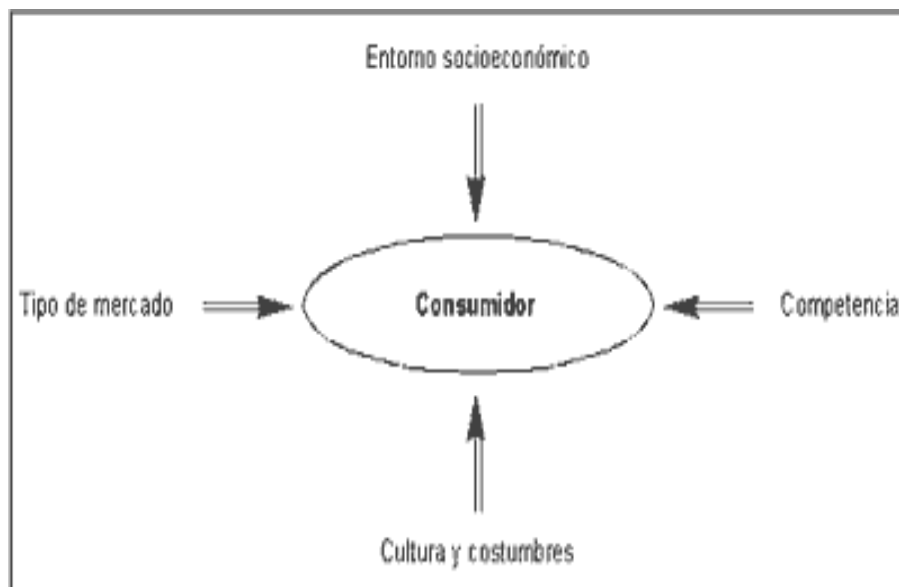 Entorno socioeconómico
Tipo de mercado
Consumidor
Competencia
Cultura y costumbres